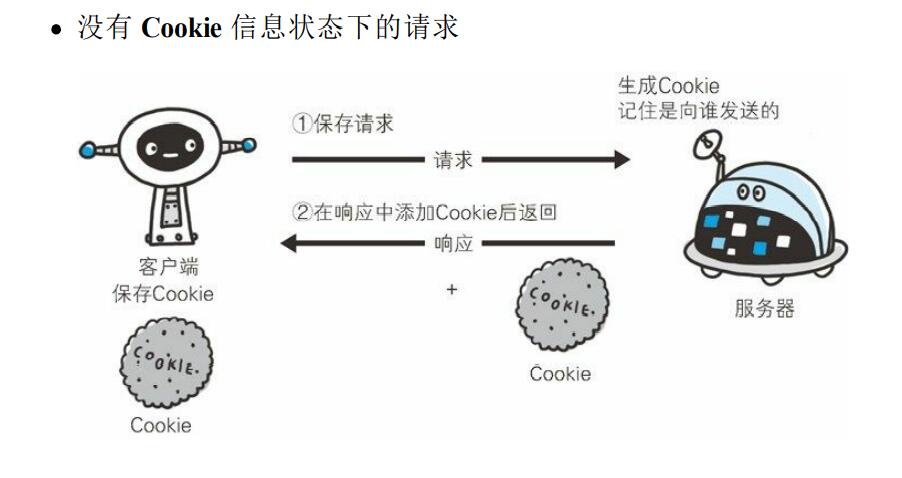 • 没有 Cookie 信息状态下的请求
生成Cookie
记住是向谁发送的
①保存请求
请求
②在响应中添加Cookie后返回
响应
客户端
保存Cookie
+
COOKIE.
服务器
COOKIE.
Cookie
Cookie